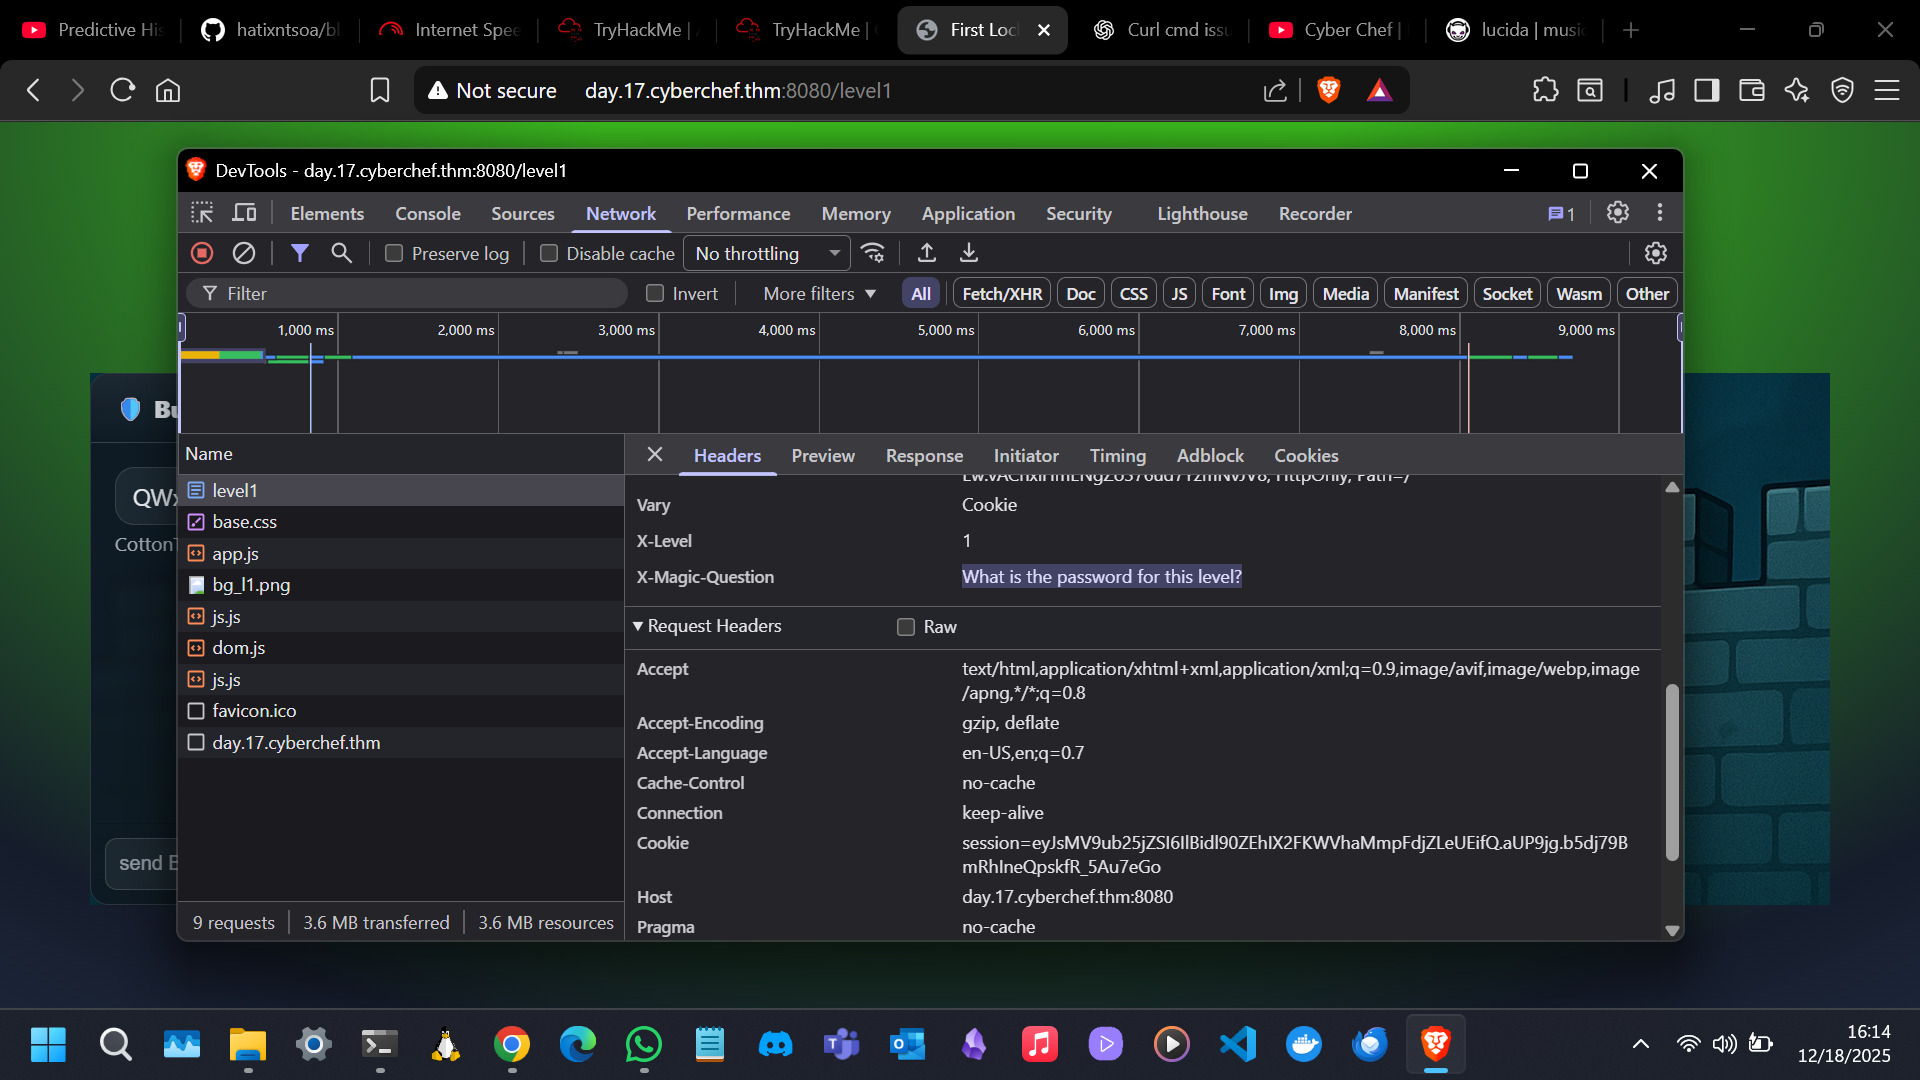 Predictive His
hatixntsoa/bl
Internet Spee
TryHackMe | A
TryHackMe | C
First Loc
Curl cmd issu
Cyber Chef |
lucida | music
Not secure
day.17.cyberchef.thm:8080/level1
DevTools - day.17.cyberchef.thm:8080/level1
Elements
Console
Sources
Network
Performance
Memory
Application
Security
Lighthouse
Recorder
1
Preserve log
Disable cache
No throttling
Filter
Invert
More filters
All
Fetch/XHR
Doc
CSS
JS
Font
Img
Media
Manifest
Socket
Wasm
Other
1,000 ms
2,000 ms
3,000 ms
4,000 ms
5,000 ms
6,000 ms
7,000 ms
8,000 ms
9,000 ms
Bu
QWx
CottonT
send E
Name
level1
base.css
app.js
bg_l1.png
js.js
dom.js
js.js
favicon.ico
day.17.cyberchef.thm
9 requests
3.6 MB transferred
3.6 MB resources
Headers
Preview
Response
Initiator
Timing
Adblock
Cookies
HttpOnly; Path=/
Vary
Cookie
X-Level
1
X-Magic-Question
What is the password for this level?
Request Headers
Raw
Accept
text/html,application/xhtml+xml,application/xml;q=0.9,image/avif,image/webp,image
/apng,*/*;q=0.8
Accept-Encoding
gzip, deflate
Accept-Language
en-US,en;q=0.7
Cache-Control
no-cache
Connection
keep-alive
Cookie
session=eyJsMV9ub25jZSI6IlBidl90ZEhIX2FKWVhaMmpFdjZLeUEifQ.aUP9jg.b5dj79B
mRhIneQpskfR_5Au7eGo
Host
day.17.cyberchef.thm:8080
Pragma
no-cache
16:14
12/18/2025